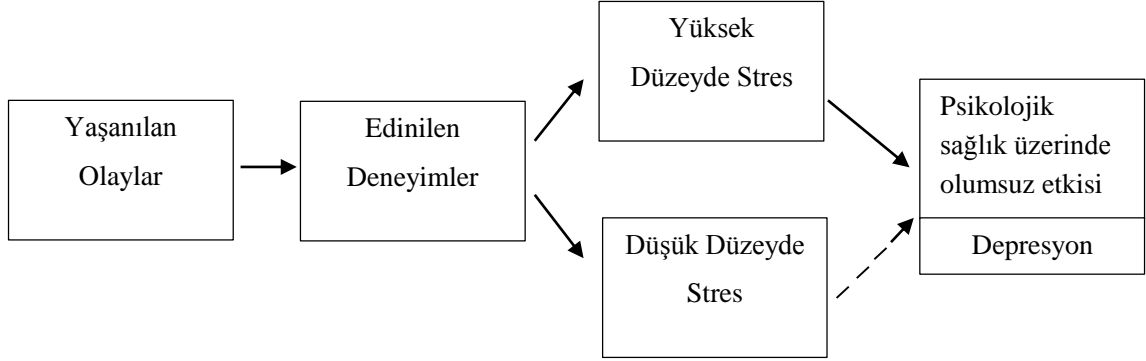 Yaşanılan
Olaylar
Edinilen
Deneyimler
Yüksek
Düzeyde Stres
Düşük Düzeyde
Stres
Psikolojik
sağlık üzerinde
olumsuz etkisi
Depresyon